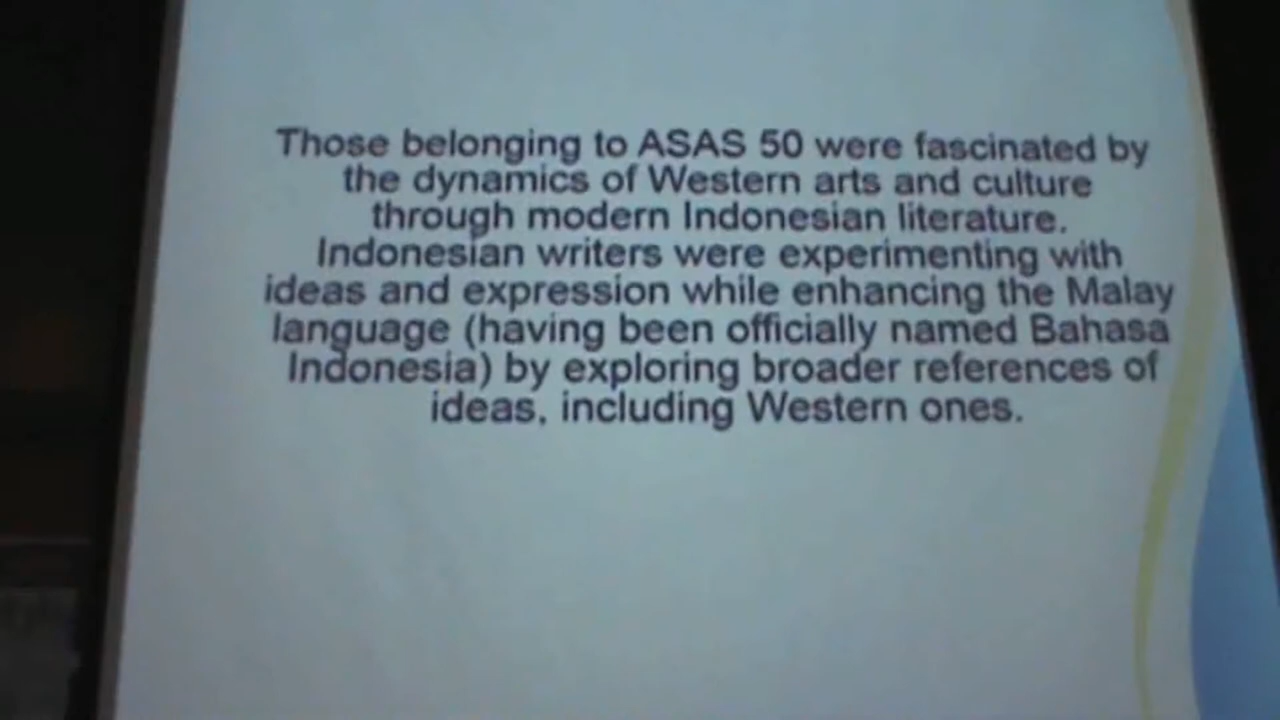 Those belonging to ASAS 50 were fascinated by
the dynamics of Western arts and culture
through modern Indonesian literature.
Indonesian writers were experimenting with
ideas and expression while enhancing the Malay
language (having been officially named Bahasa
Indonesia) by exploring broader references of
ideas, including Western ones.